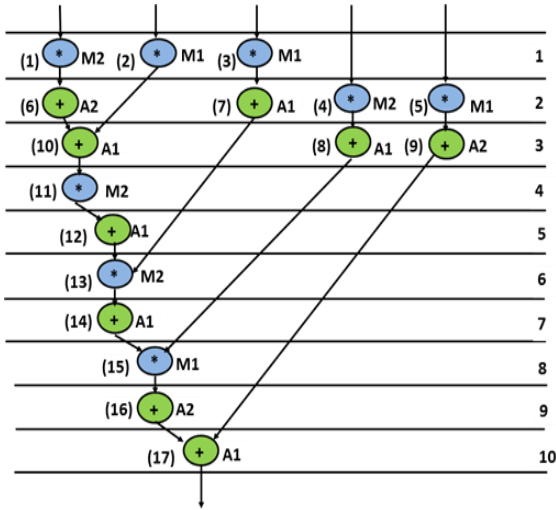 (1) * M2 (2) * M1 (3) * M1 1
(6) + A2 (7) + A1 (4) * M2 (5) * M1 2
(10) + A1 (8) + A1 (9) + A2 3
(11) * M2 4
(12) + A1 5
(13) * M2 6
(14) + A1 7
(15) * M1 8
(16) + A2 9
(17) + A1 10